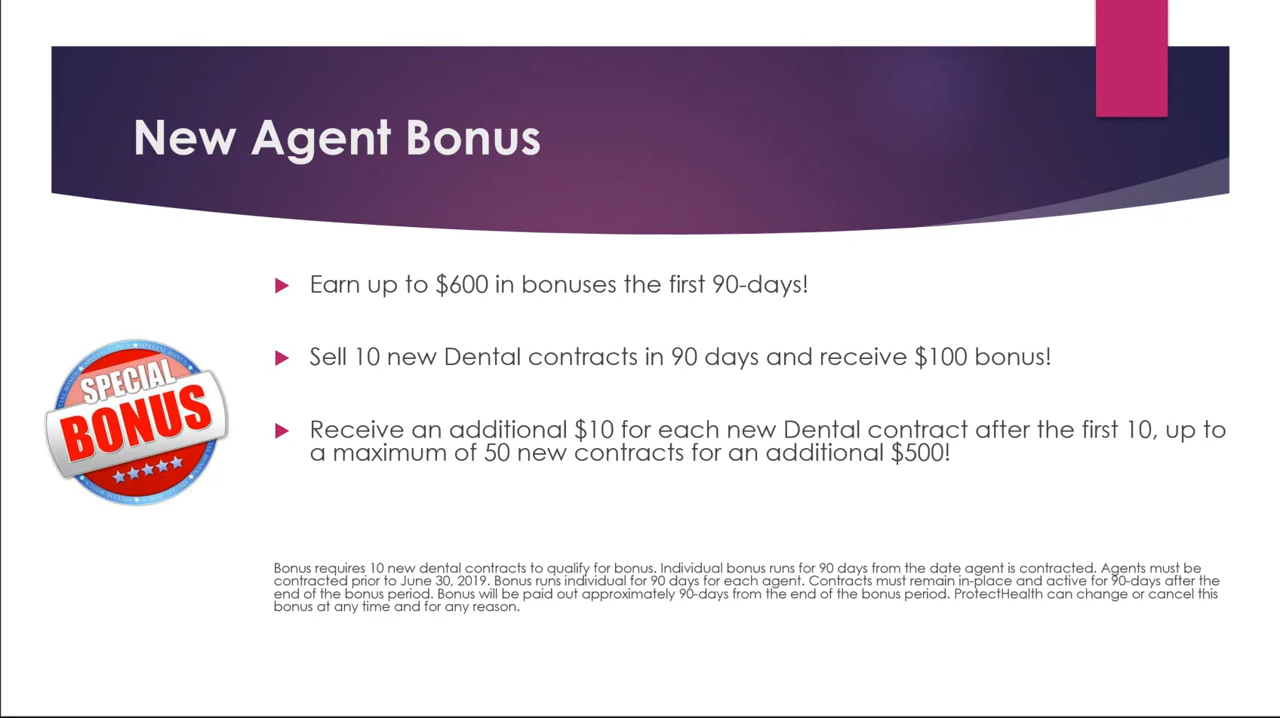 New Agent Bonus
Earn up to $600 in bonuses the first 90-days!
Sell 10 new Dental contracts in 90 days and receive $100 bonus!
SPECIAL
BONUS
Receive an additional $10 for each new Dental contract after the first 10, up to
a maximum of 50 new contracts for an additional $500!
Bonus requires 10 new dental contracts to qualify for bonus. Individual bonus runs for 90 days from the date agent is contracted. Agents must be
contracted prior to June 30, 2019. Bonus runs individual for 90 days for each agent. Contracts must remain in-place and active for 90-days after the
end of the bonus period. Bonus will be paid out approximately 90-days from the end of the bonus period. ProtectHealth can change or cancel this
bonus at any time and for any reason.